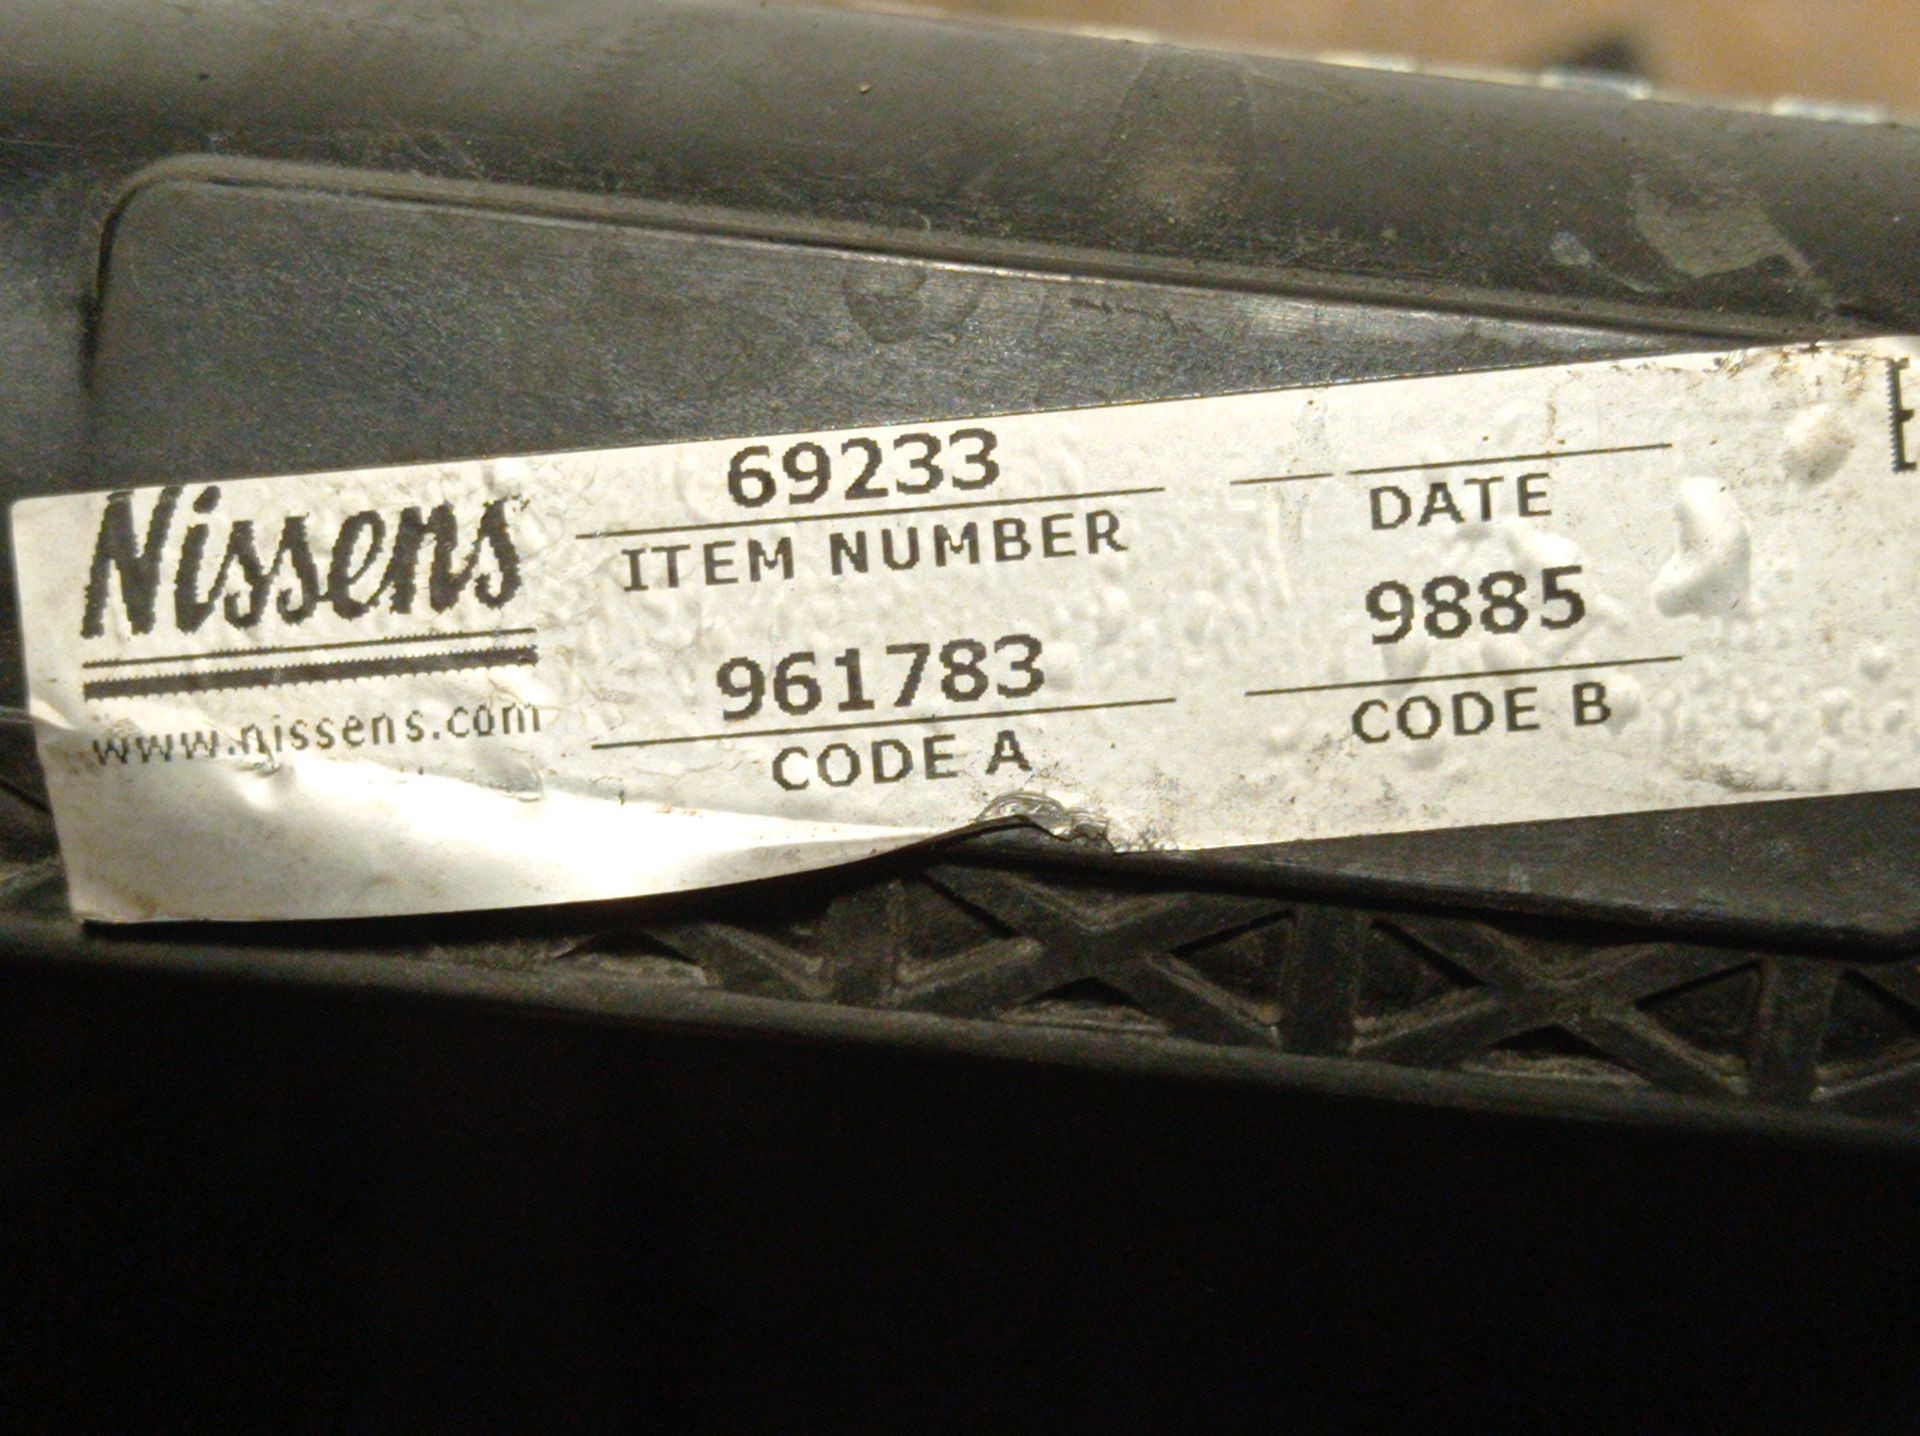 Nissens
www.nissens.com
69233
ITEM NUMBER
961783
CODE A
DATE
9885
CODE B